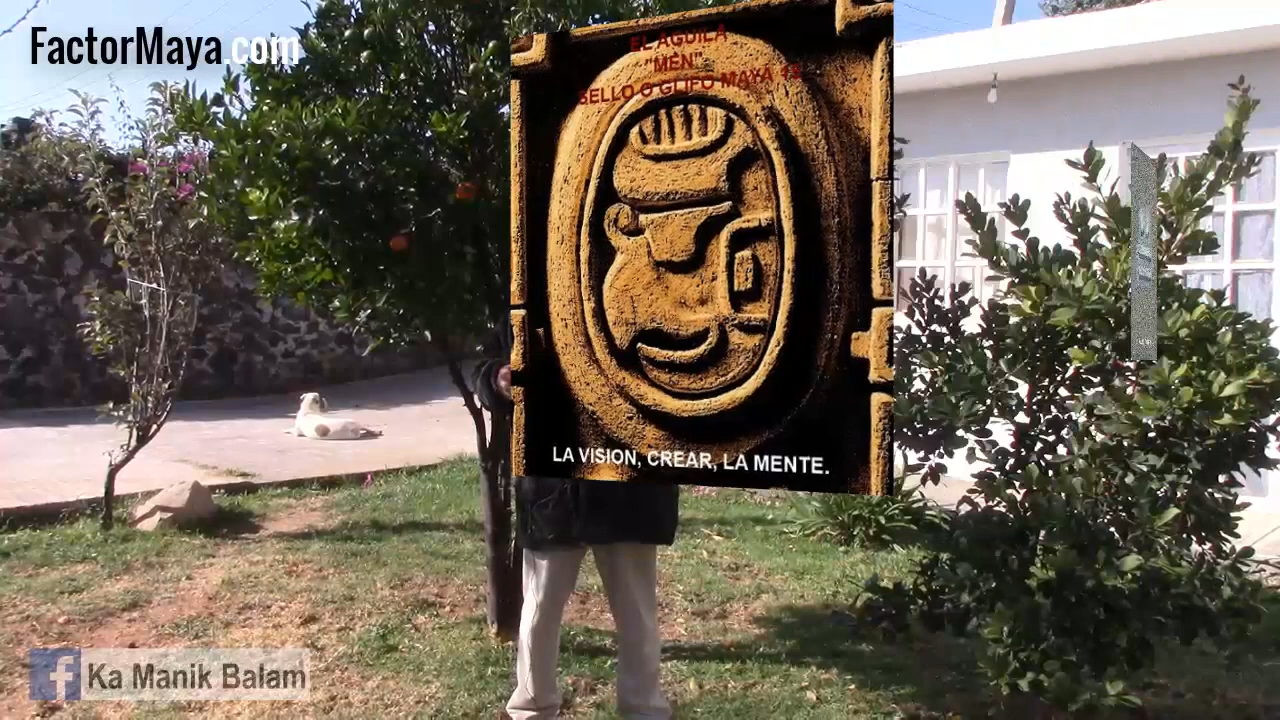 FactorMaya.com
EL AGUILA
"MEN"
SELLO O GLIFO MAYA 15
LA VISION, CREAR, LA MENTE.
Ka Manik Balam